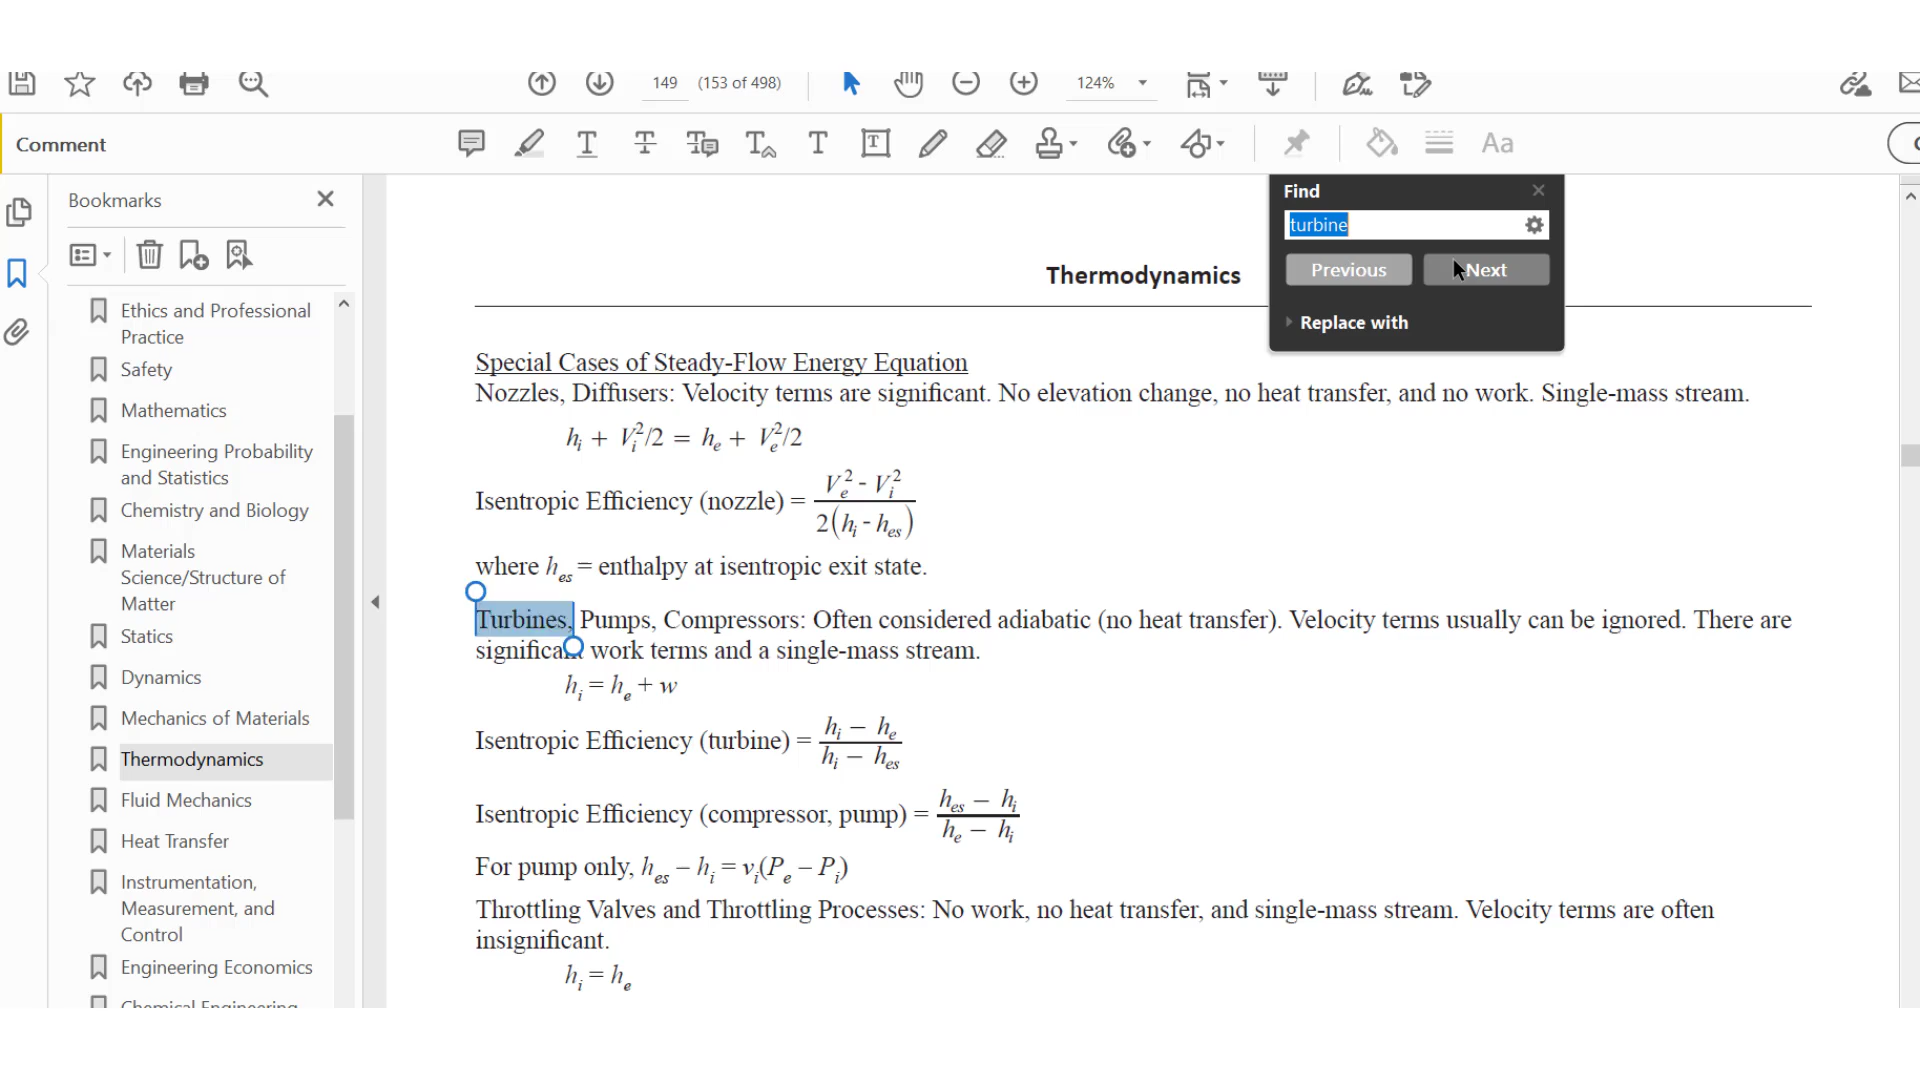 149 (153 of 498) 124%
Comment
Aa
Bookmarks
Ethics and Professional
Practice
Safety
Mathematics
Engineering Probability
and Statistics
Chemistry and Biology
Materials
Science/Structure of
Matter
Statics
Dynamics
Mechanics of Materials
Thermodynamics
Fluid Mechanics
Heat Transfer
Instrumentation,
Measurement, and
Control
Engineering Economics
Chemical Engineering
Find
turbine
Previous Next
Replace with
Thermodynamics
Special Cases of Steady-Flow Energy Equation
Nozzles, Diffusers: Velocity terms are significant. No elevation change, no heat transfer, and no work. Single-mass stream.
h_i + V_i^2/2 = h_e + V_e^2/2
Isentropic Efficiency (nozzle) = (V_e^2 - V_i^2) / (2(h_i - h_es))
where h_es = enthalpy at isentropic exit state.
Turbines, Pumps, Compressors: Often considered adiabatic (no heat transfer). Velocity terms usually can be ignored. There are
significant work terms and a single-mass stream.
h_i = h_e + w
Isentropic Efficiency (turbine) = (h_i − h_e) / (h_i − h_es)
Isentropic Efficiency (compressor, pump) = (h_es − h_i) / (h_e − h_i)
For pump only, h_es − h_i = v_i(P_e − P_i)
Throttling Valves and Throttling Processes: No work, no heat transfer, and single-mass stream. Velocity terms are often
insignificant.
h_i = h_e